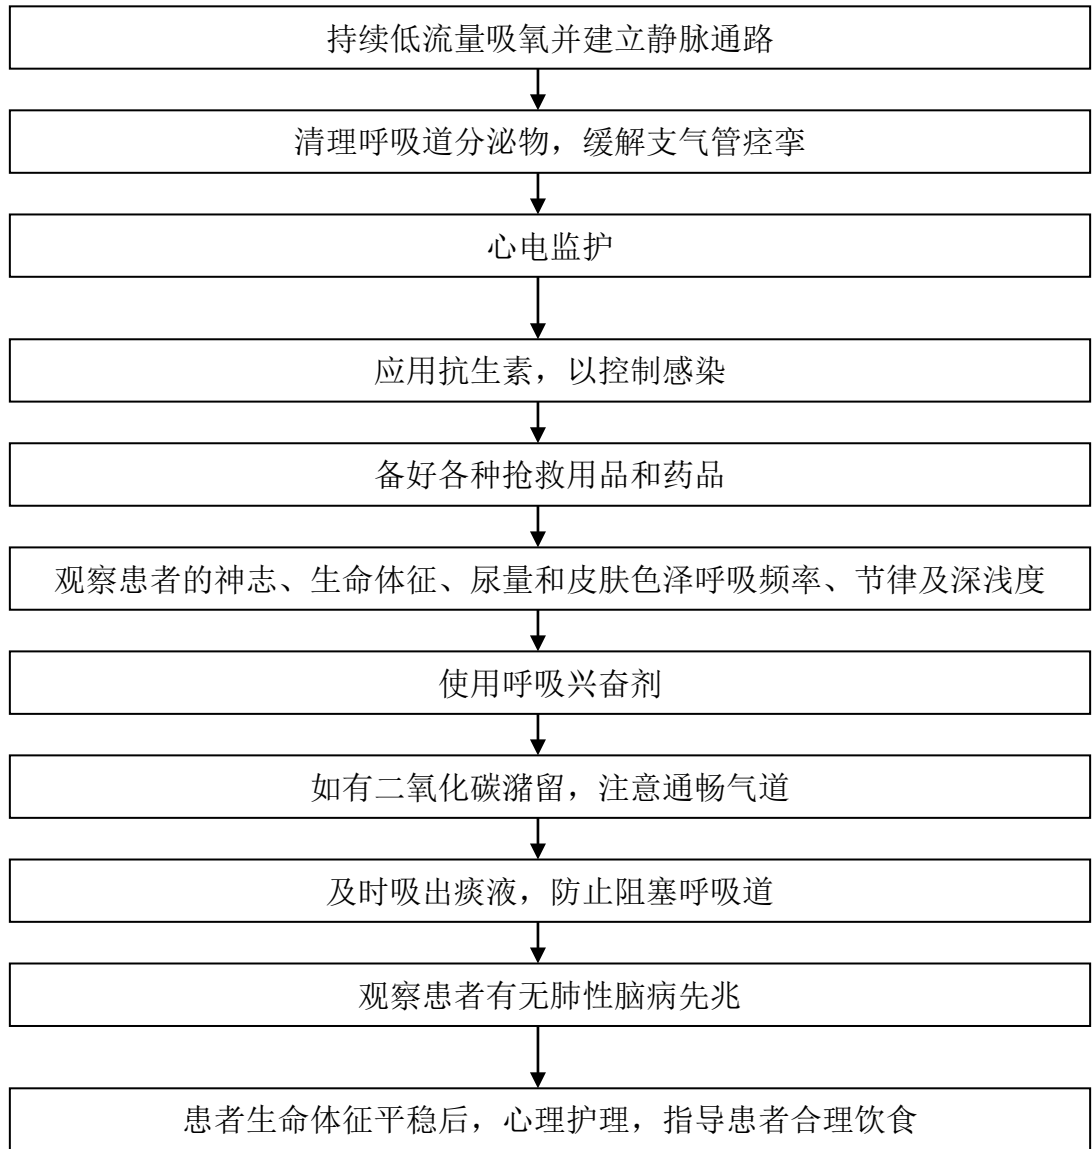 持续低流量吸氧并建立静脉通路
清理呼吸道分泌物，缓解支气管痉挛
心电监护
应用抗生素，以控制感染
备好各种抢救用品和药品
观察患者的神志、生命体征、尿量和皮肤色泽呼吸频率、节律及深浅度
使用呼吸兴奋剂
如有二氧化碳潴留，注意通畅气道
及时吸出痰液，防止阻塞呼吸道
观察患者有无肺性脑病先兆
患者生命体征平稳后，心理护理，指导患者合理饮食